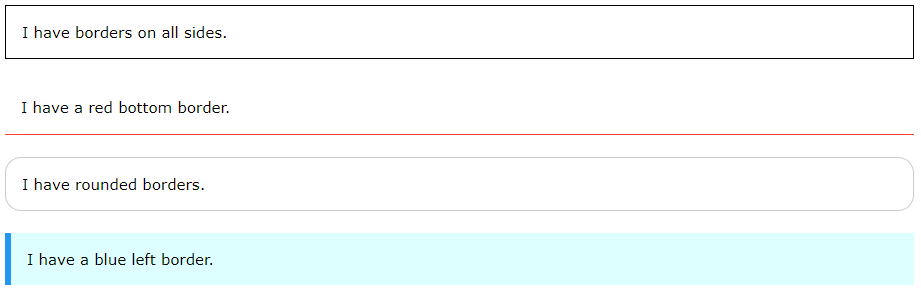 I have borders on all sides.
I have a red bottom border.
I have rounded borders.
I have a blue left border.